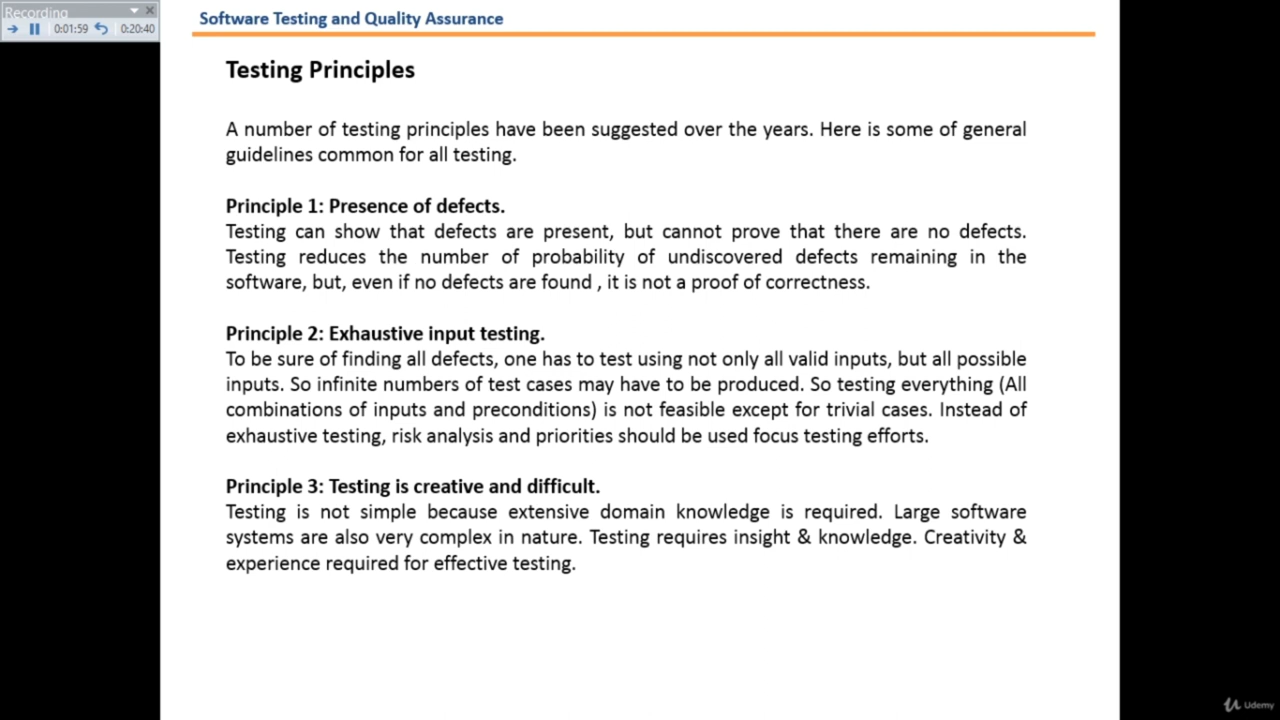 Recording
0:01:59 0:20:40
Software Testing and Quality Assurance
Testing Principles
A number of testing principles have been suggested over the years. Here is some of general
guidelines common for all testing.
Principle 1: Presence of defects.
Testing can show that defects are present, but cannot prove that there are no defects.
Testing reduces the number of probability of undiscovered defects remaining in the
software, but, even if no defects are found , it is not a proof of correctness.
Principle 2: Exhaustive input testing.
To be sure of finding all defects, one has to test using not only all valid inputs, but all possible
inputs. So infinite numbers of test cases may have to be produced. So testing everything (All
combinations of inputs and preconditions) is not feasible except for trivial cases. Instead of
exhaustive testing, risk analysis and priorities should be used focus testing efforts.
Principle 3: Testing is creative and difficult.
Testing is not simple because extensive domain knowledge is required. Large software
systems are also very complex in nature. Testing requires insight & knowledge. Creativity &
experience required for effective testing.
Udemy